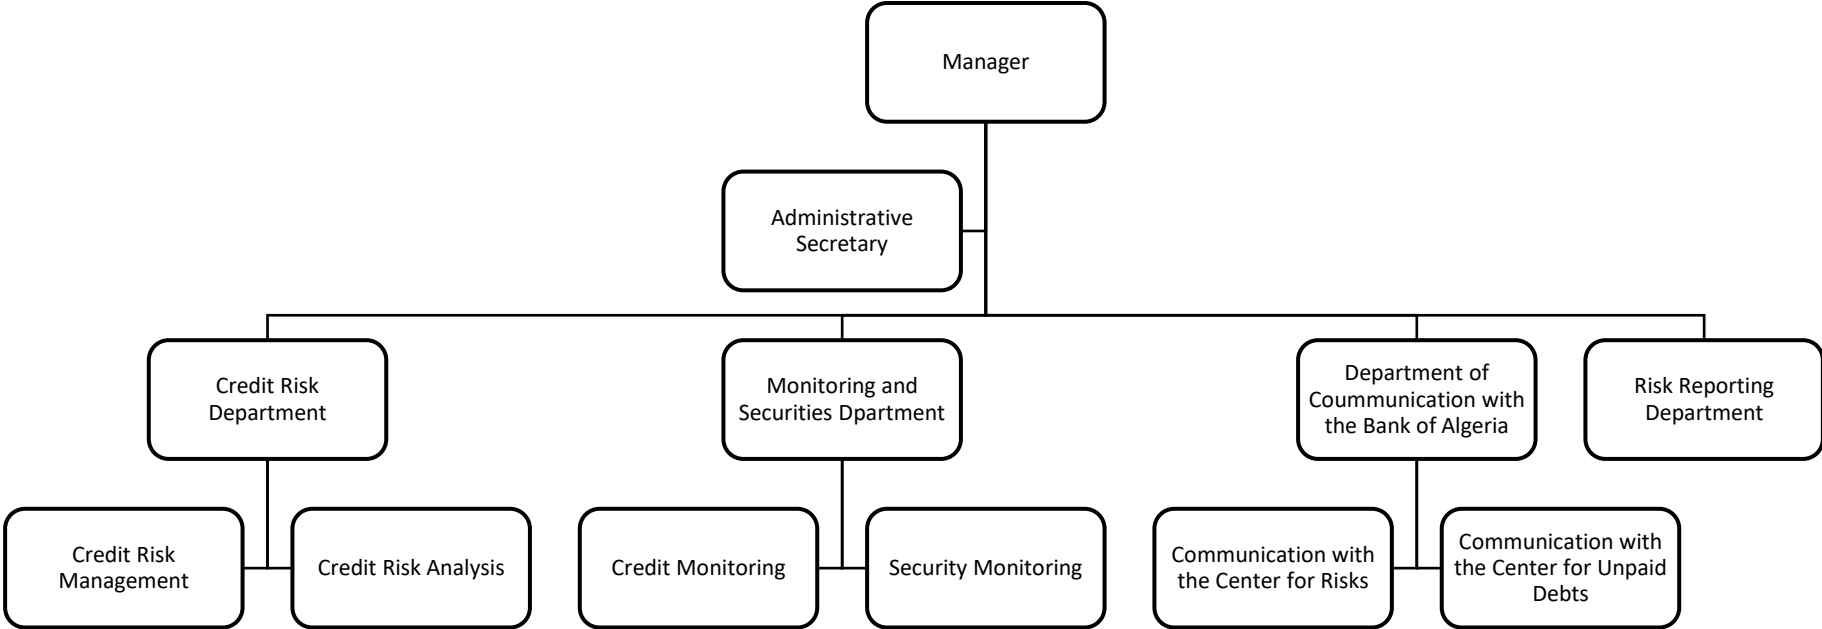 Manager
Administrative
Secretary
Credit Risk
Department
Monitoring and
Securities Dpartment
Department of
Coummunication with
the Bank of Algeria
Risk Reporting
Department
Credit Risk
Management
Credit Risk Analysis
Credit Monitoring
Security Monitoring
Communication with
the Center for Risks
Communication with
the Center for Unpaid
Debts